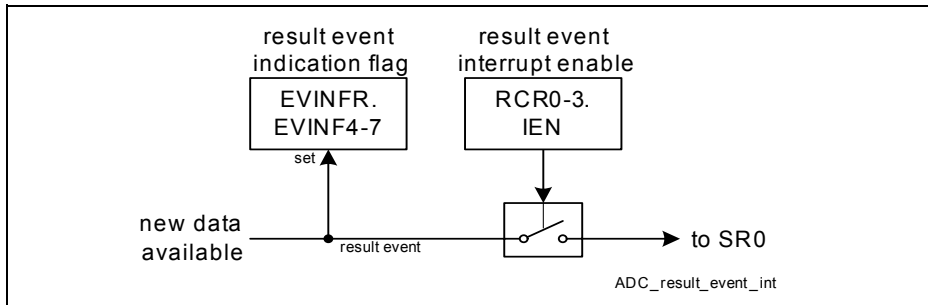 result event
indication flag
result event
interrupt enable
EVINFR.
EVINF4-7
RCR0-3.
IEN
set
new data
available
result event
to SR0
ADC_result_event_int